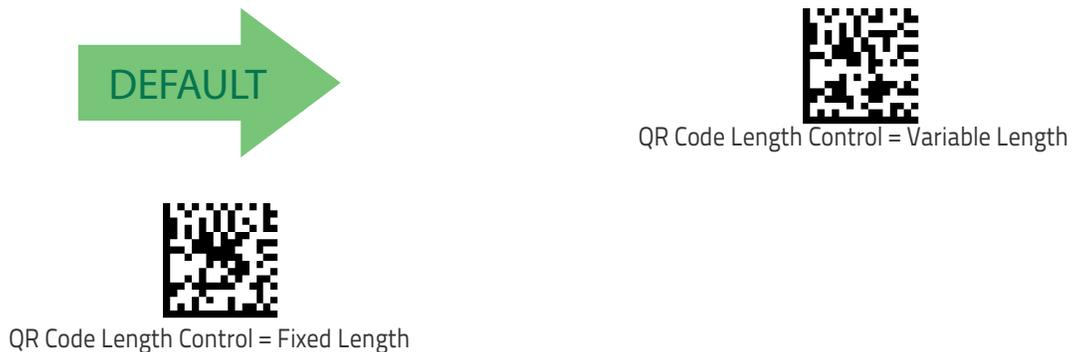 DEFAULT
QR Code Length Control = Variable Length
QR Code Length Control = Fixed Length